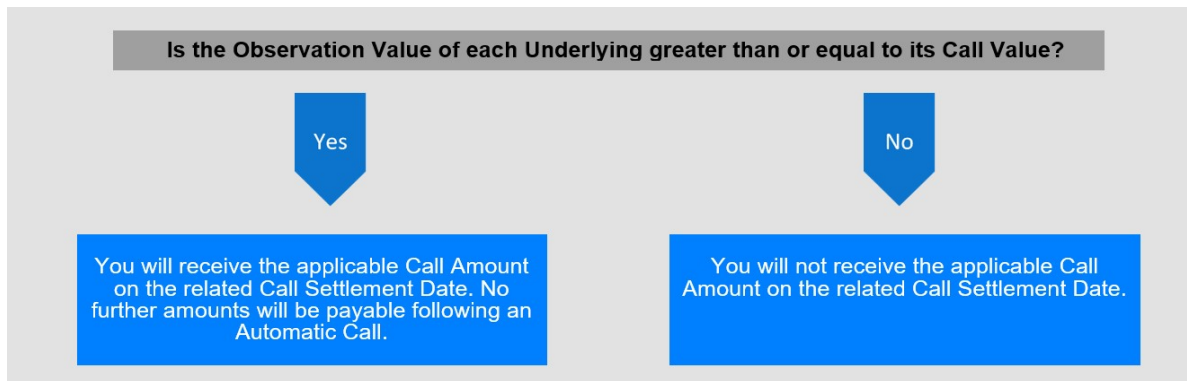 Is the Observation Value of each Underlying greater than or equal to its Call Value?
Yes
No
You will receive the applicable Call Amount
on the related Call Settlement Date. No
further amounts will be payable following an
Automatic Call.
You will not receive the applicable Call
Amount on the related Call Settlement Date.